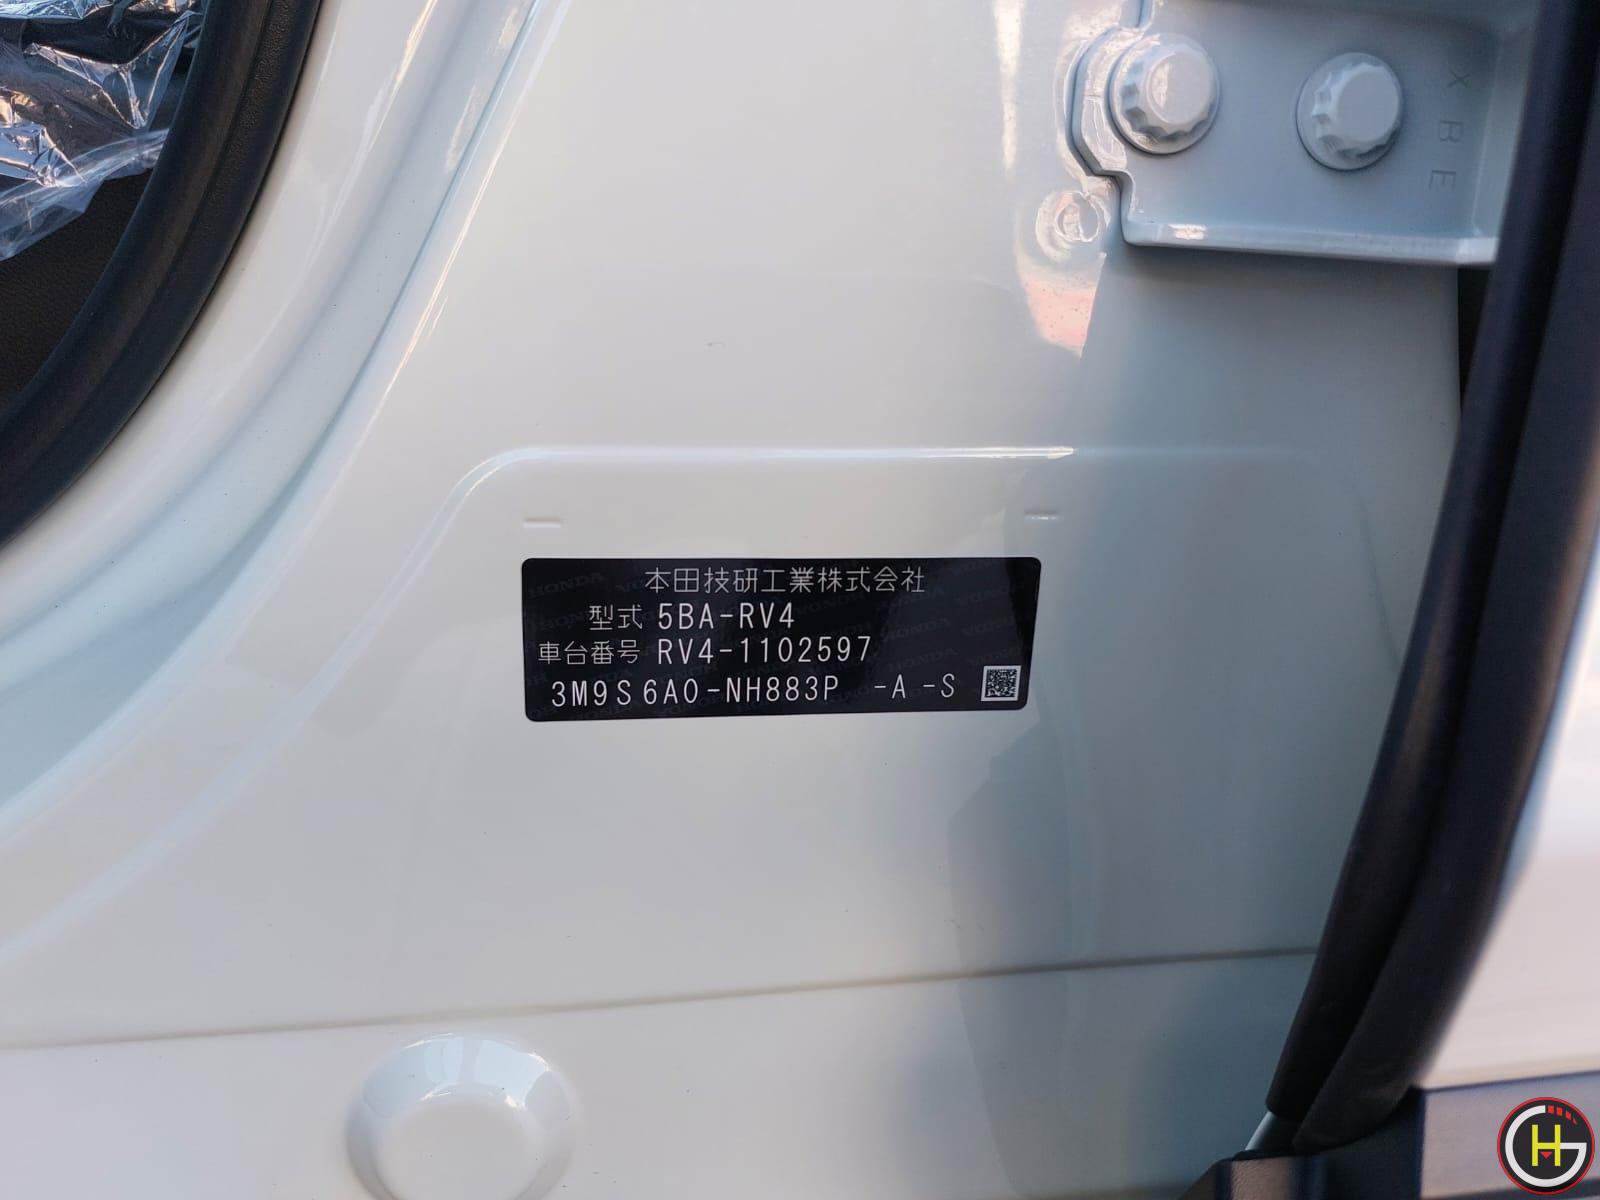 X B E
本田技研工業株式会社
型式 5BA-RV4
車台番号 RV4-1102597
3M9S6A0-NH883P -A -S
HONDA
H